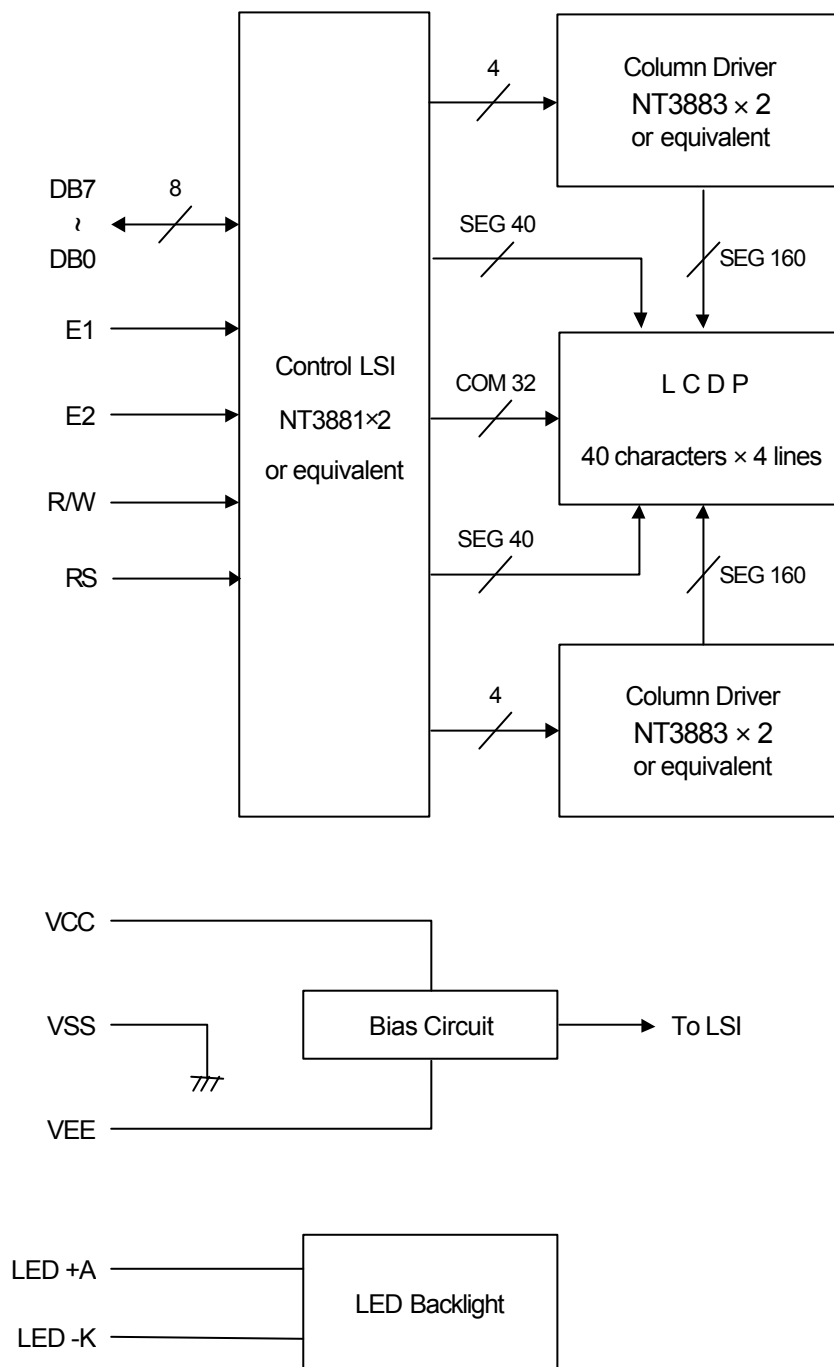 4
Column Driver
NT3883 × 2
or equivalent
DB7
~
DB0
8
SEG 40
SEG 160
E1
E2
R/W
RS
Control LSI
NT3881×2
or equivalent
COM 32
L C D P
40 characters × 4 lines
SEG 40
SEG 160
4
Column Driver
NT3883 × 2
or equivalent
VCC
VSS
VEE
Bias Circuit
To LSI
LED +A
LED -K
LED Backlight